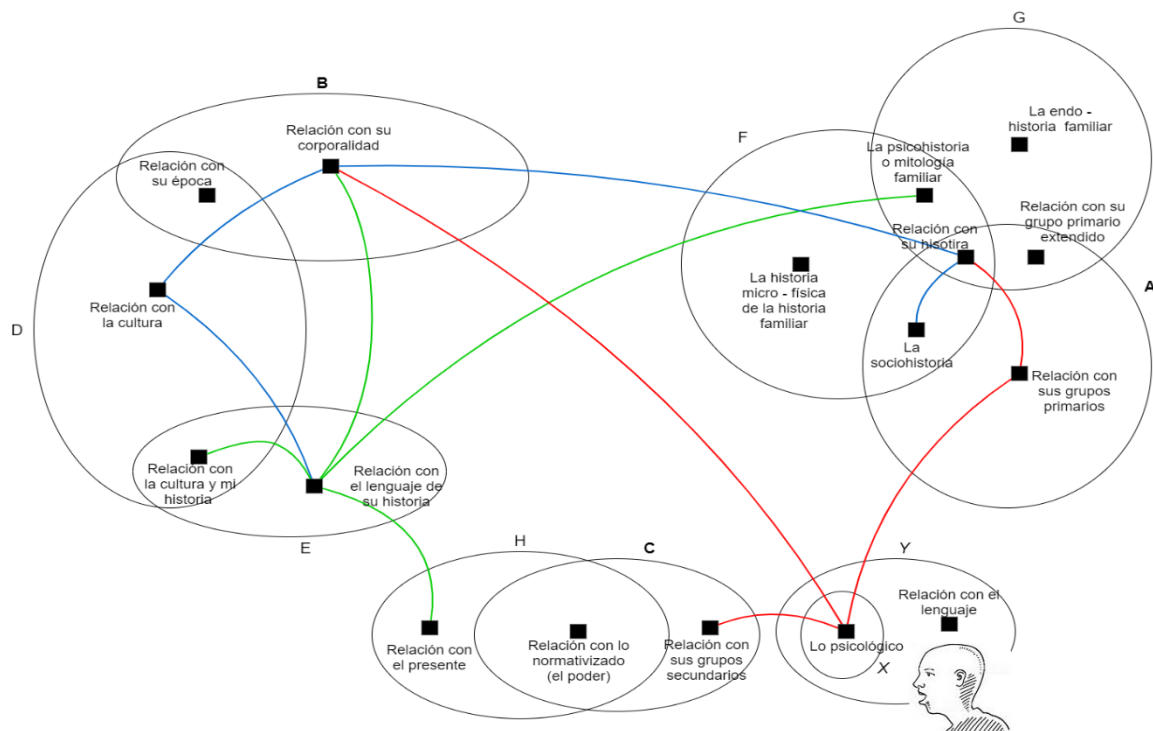 G
B
F
La endo -
historia familiar
Relación con su
corporalidad
La psicohistoria
o mitología
familiar
Relación con
su época
Relación con su
grupo primario
extendido
Relación con
su hisotira
A
La historia
micro - física
de la historia
familiar
Relación con
la cultura
D
La
sociohistoria
Relación con
sus grupos
primarios
Relación con
la cultura y mi
historia
Relación con
el lenguaje de
su historia
E
H
C
Y
Relación con el
lenguaje
Relación con
el presente
Relación con lo
normativizado
(el poder)
Relación con
sus grupos
secundarios
Lo psicológico
X